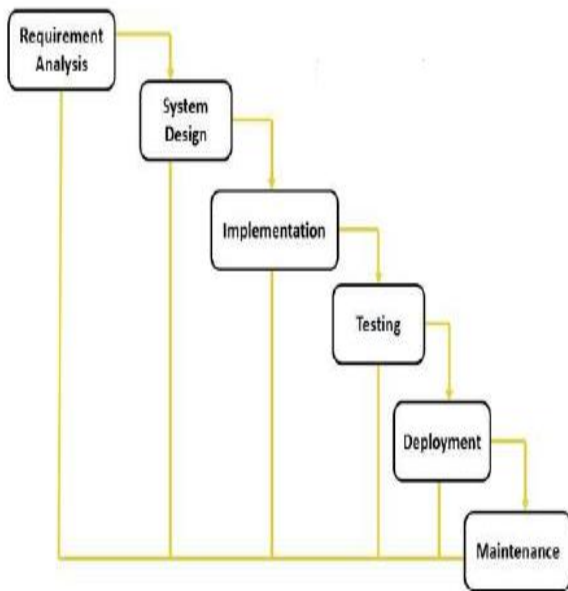 Requirement
Analysis
System
Design
Implementation
Testing
Deployment
Maintenance